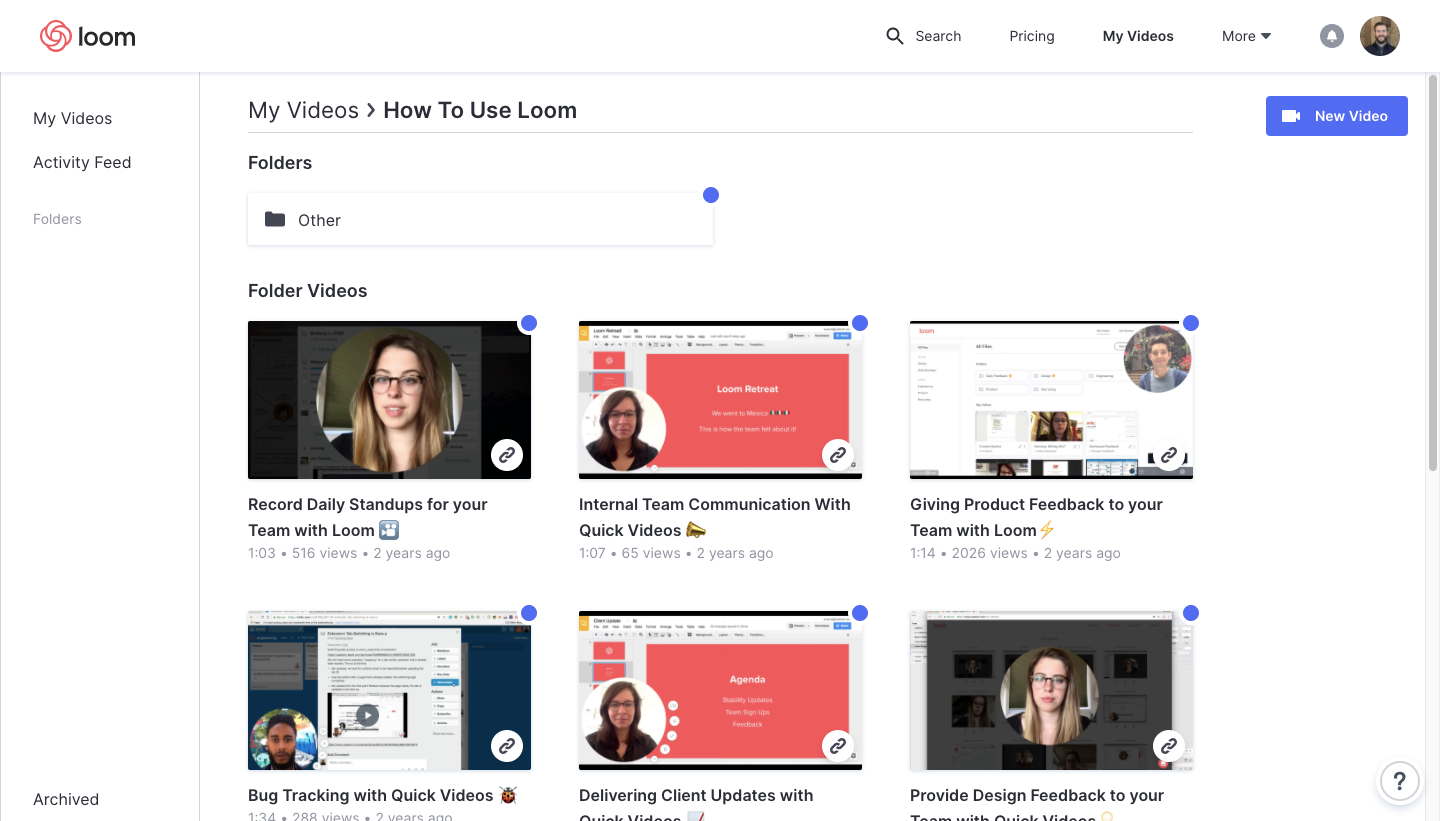 loom
Search
Pricing
My Videos
More
My Videos
Activity Feed
Folders
Archived
My Videos > How To Use Loom
New Video
Folders
Other
Folder Videos
Loom Retreat
We went to Mexico
This is how the team felt about it!
loom
All Files
Record Daily Standups for your
Team with Loom 🎦
1:03 • 516 views • 2 years ago
Internal Team Communication With
Quick Videos 📣
1:07 • 65 views • 2 years ago
Giving Product Feedback to your
Team with Loom⚡
1:14 • 2026 views • 2 years ago
Client Update
Agenda
Stability Updates
Team Sign Ups
Feedback
Bug Tracking with Quick Videos 🐞
1:34 • 288 views • 2 years ago
Delivering Client Updates with
Quick Videos 📝
Provide Design Feedback to your
Team with Quick Videos
?